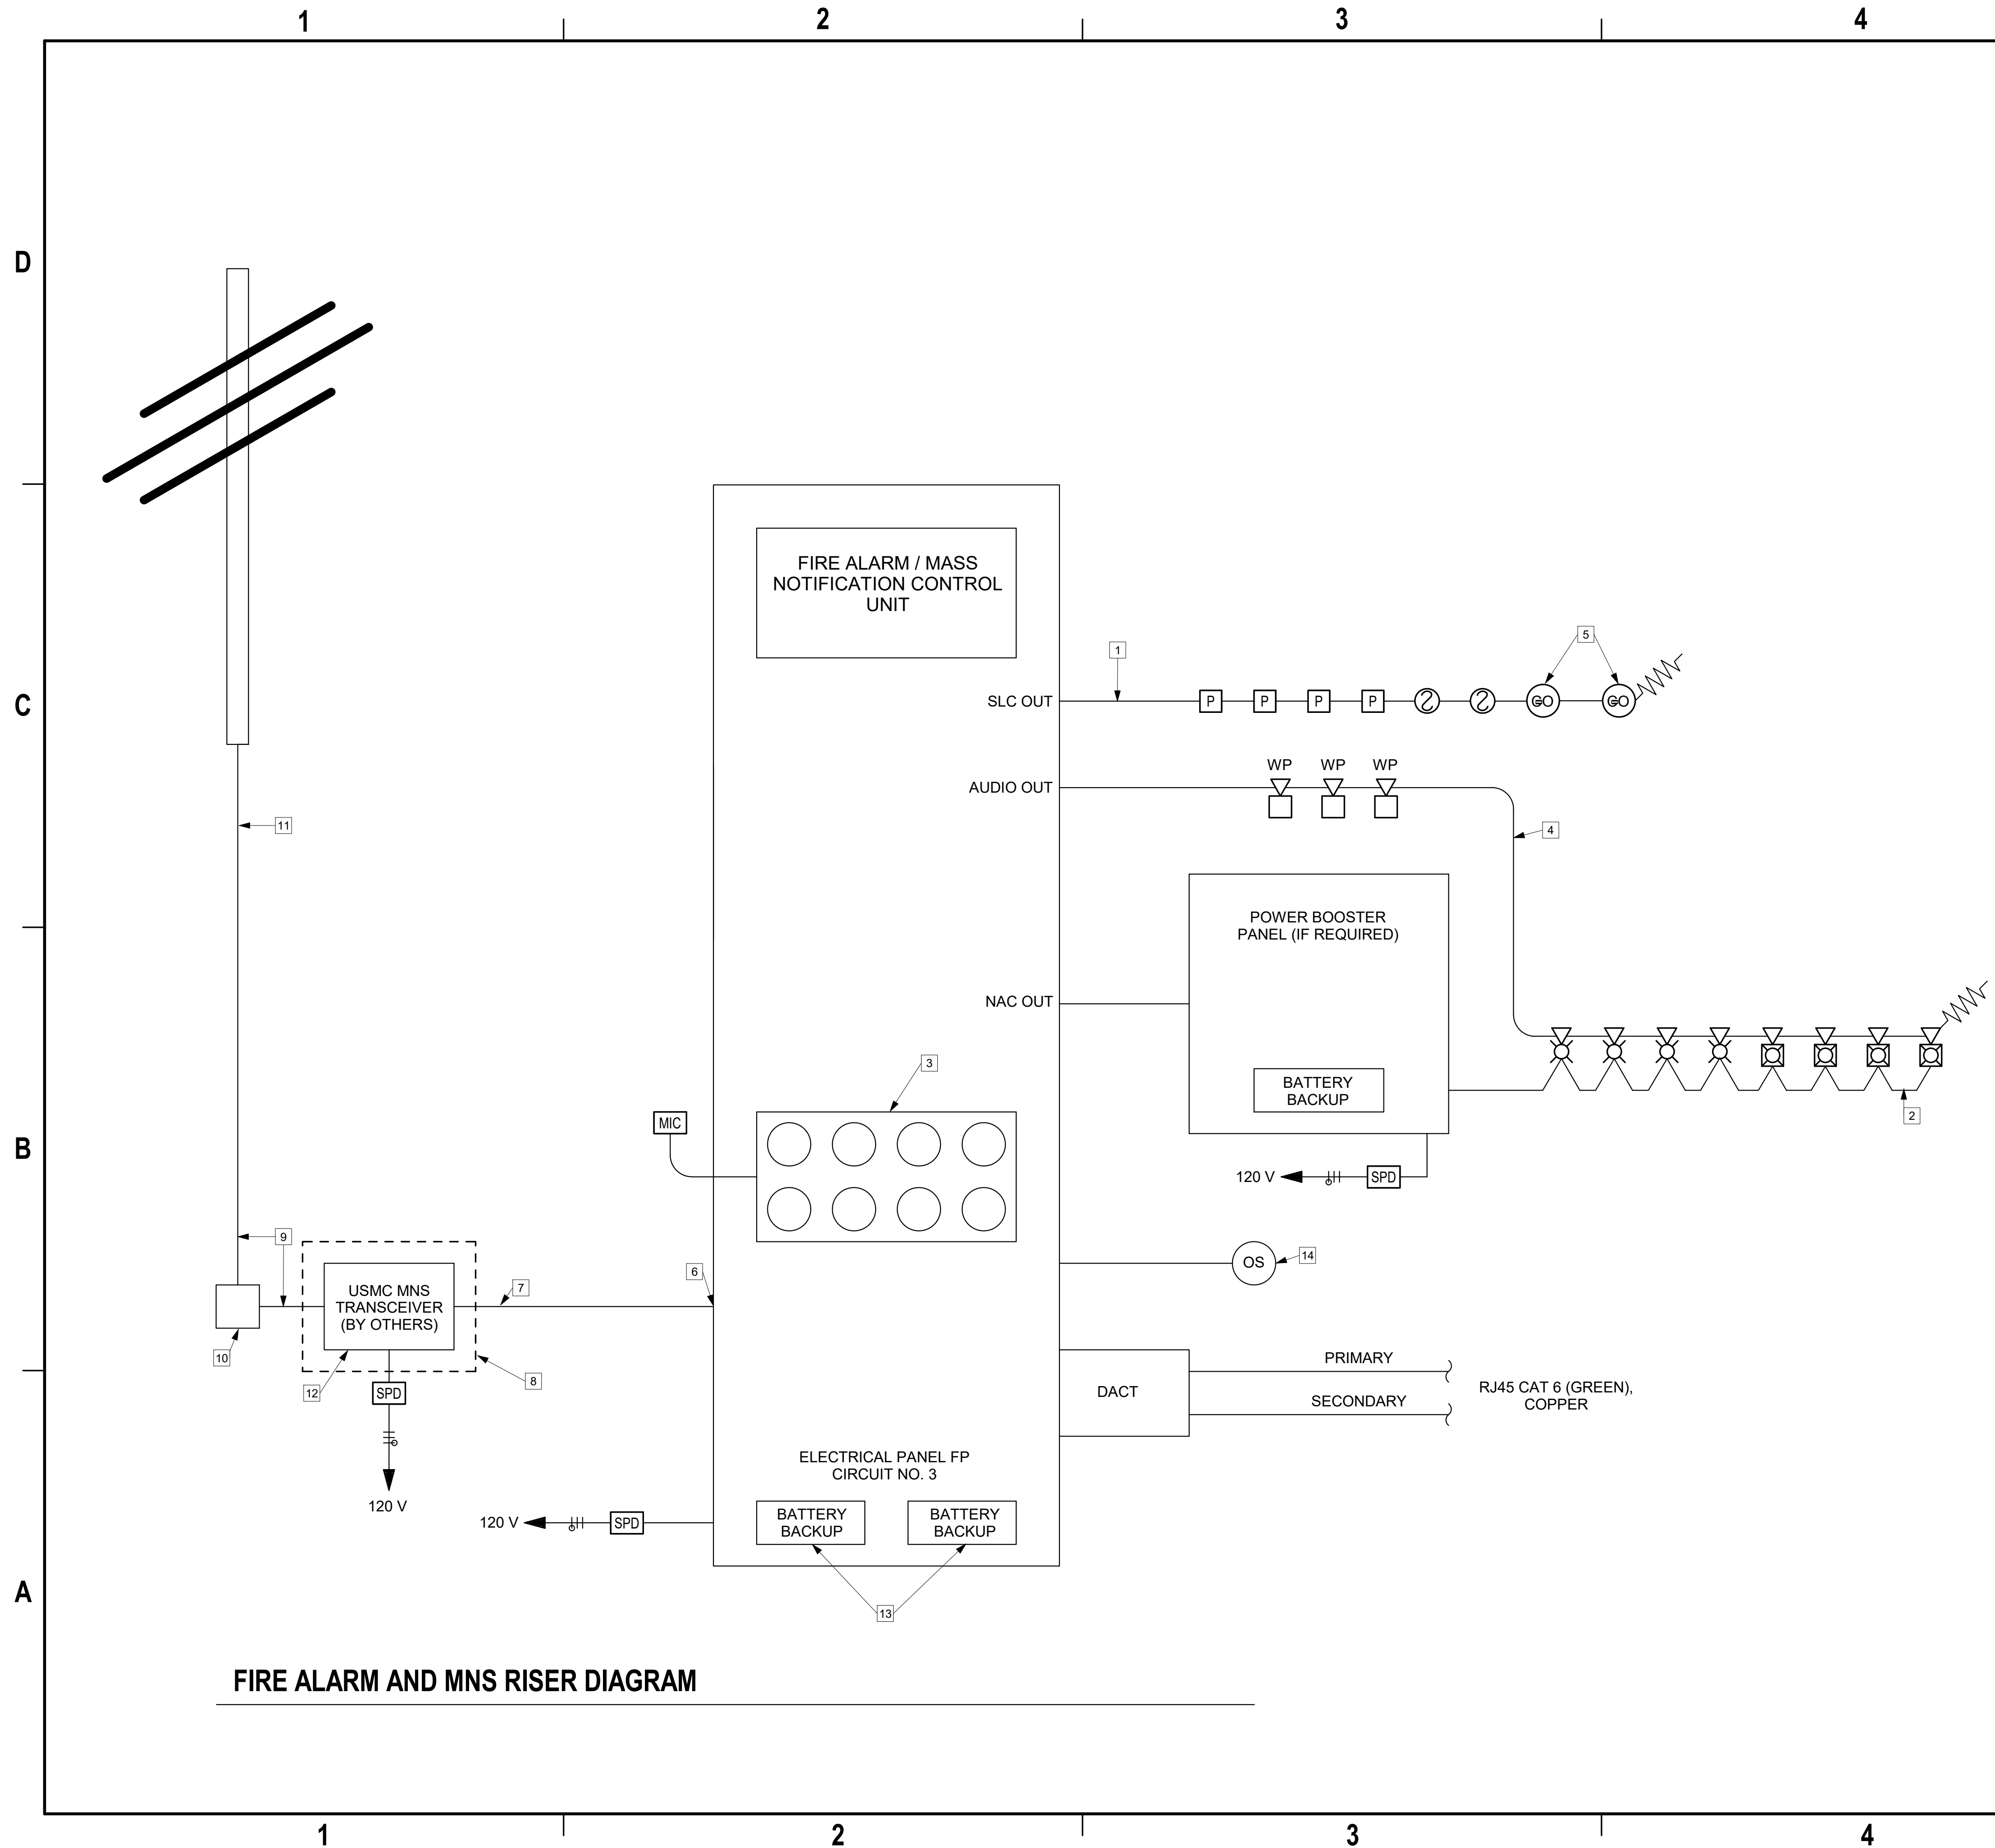 1 2 3 4
D
FIRE ALARM / MASS
NOTIFICATION CONTROL
UNIT
5
1
C
SLC OUT
P P P P GO GO
WP WP WP
AUDIO OUT
11
4
POWER BOOSTER
PANEL (IF REQUIRED)
NAC OUT
3
BATTERY
BACKUP
2
MIC
B
120 V SPD
9
OS 14
6
7
USMC MNS
TRANSCEIVER
(BY OTHERS)
10
8
12
SPD
120 V
PRIMARY
DACT
SECONDARY
RJ45 CAT 6 (GREEN),
COPPER
ELECTRICAL PANEL FP
CIRCUIT NO. 3
120 V SPD
BATTERY
BACKUP
BATTERY
BACKUP
A
13
FIRE ALARM AND MNS RISER DIAGRAM
1 2 3 4